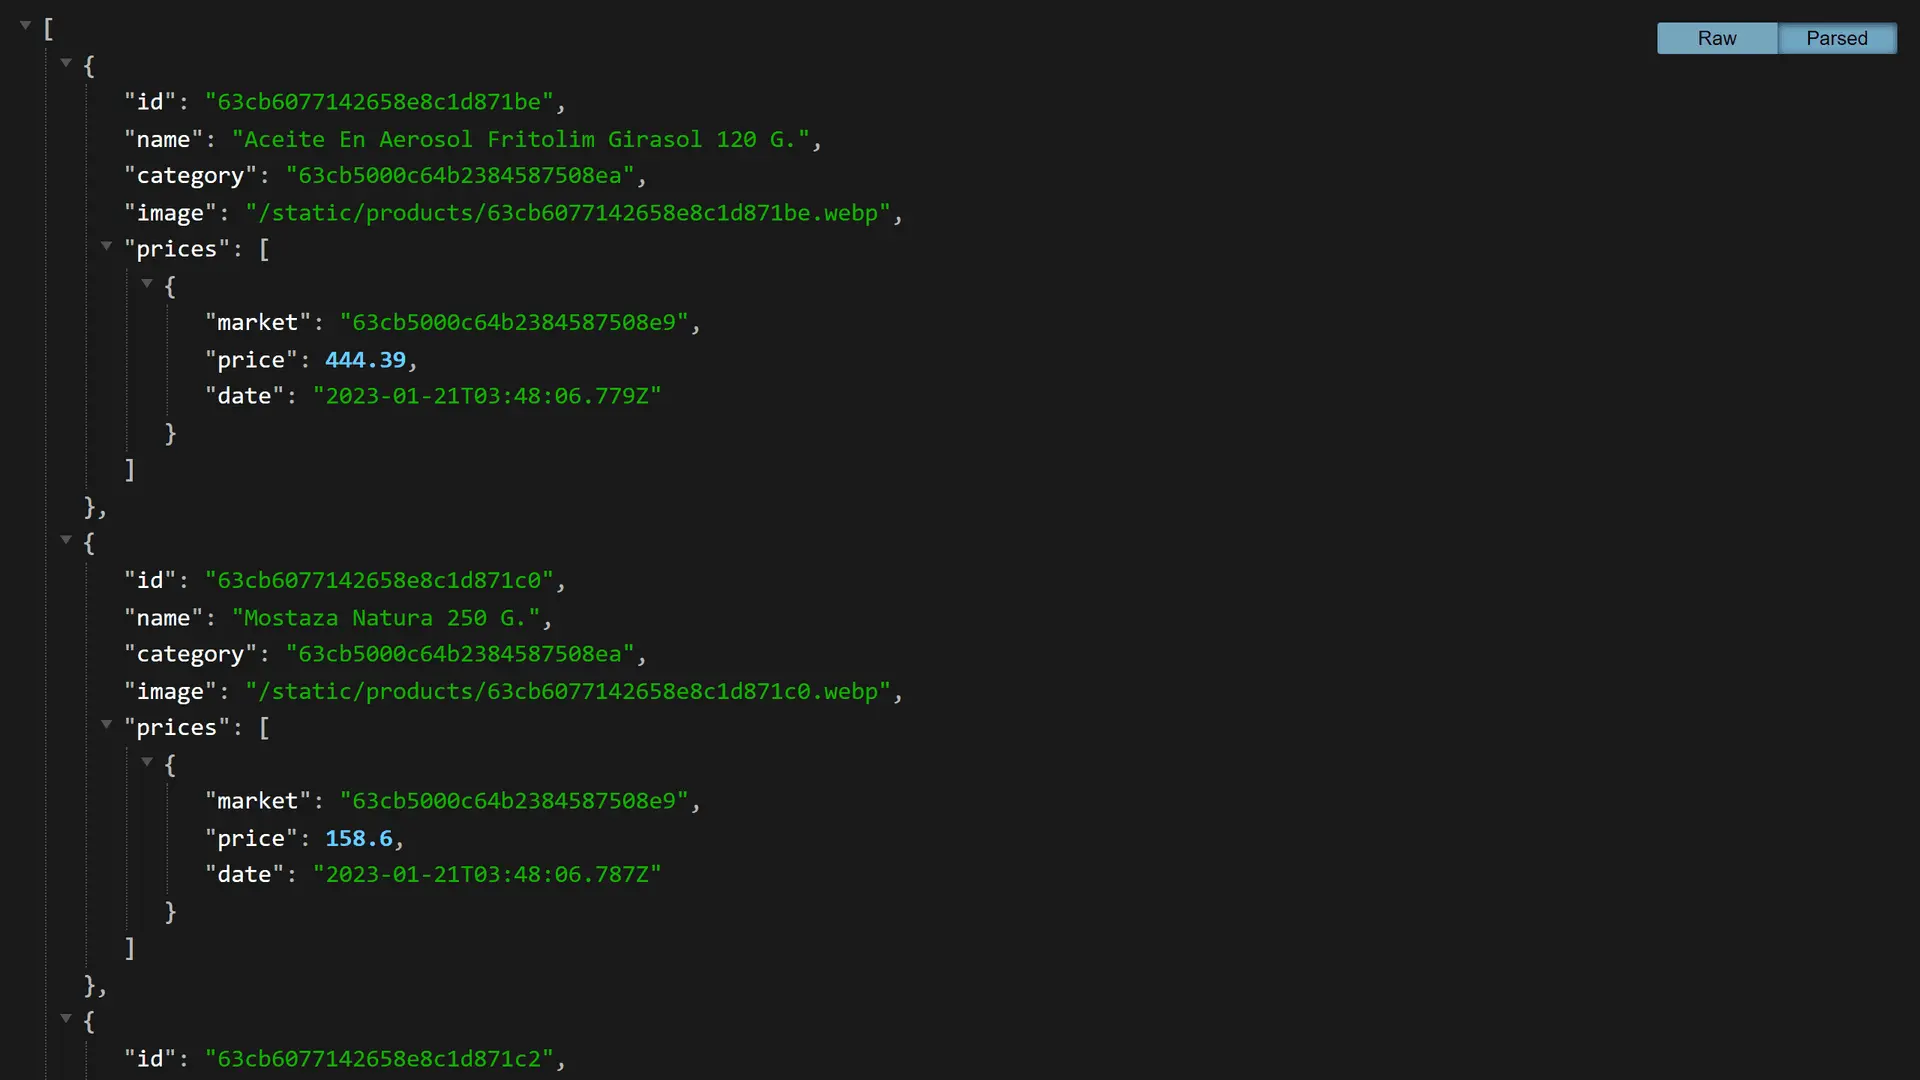 [
Raw Parsed
{
"id": "63cb6077142658e8c1d871be",
"name": "Aceite En Aerosol Fritolim Girasol 120 G.",
"category": "63cb5000c64b2384587508ea",
"image": "/static/products/63cb6077142658e8c1d871be.webp",
"prices": [
{
"market": "63cb5000c64b2384587508e9",
"price": 444.39,
"date": "2023-01-21T03:48:06.779Z"
}
]
},
{
"id": "63cb6077142658e8c1d871c0",
"name": "Mostaza Natura 250 G.",
"category": "63cb5000c64b2384587508ea",
"image": "/static/products/63cb6077142658e8c1d871c0.webp",
"prices": [
{
"market": "63cb5000c64b2384587508e9",
"price": 158.6,
"date": "2023-01-21T03:48:06.787Z"
}
]
},
{
"id": "63cb6077142658e8c1d871c2",